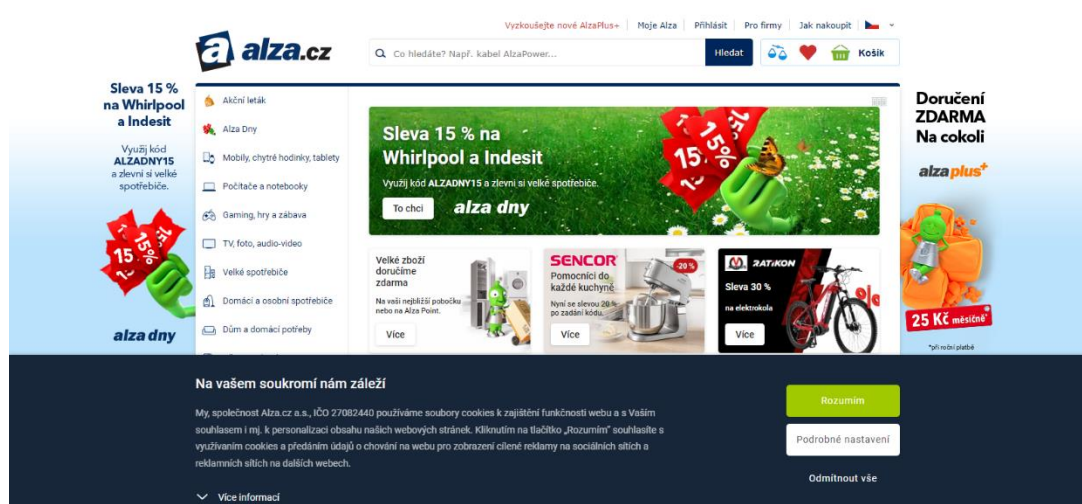 Vyzkoušejte nové AlzaPlus+ Moje Alza Přihlásit Pro firmy Jak nakoupit
alza.cz
Co hledáte? Např. kabel AlzaPower...
Hledat
Košík
Sleva 15 %
na Whirlpool
a Indesit
Využij kód
ALZADNY15
a zlevni si velké
spotřebiče.
15
15%
alza dny
Akční leták
Alza Dny
Mobily, chytré hodinky, tablety
Počítače a notebooky
Gaming, hry a zábava
TV, foto, audio-video
Velké spotřebiče
Domácí a osobní spotřebiče
Dům a domácí potřeby
Sleva 15 % na
Whirlpool a Indesit
Využij kód ALZADNY15 a zlevni si velké spotřebiče.
To chci
alza dny
15
15%
Velké zboží
doručíme
zdarma
Na vaši nejbližší pobočku
nebo na Alza Point.
Více
SENCOR
Pomocníci do
každé kuchyně
Nyní se slevou 20 %
po zadání kódu.
Více
-20 %
RATIKON
Sleva 30 %
na elektrokola
Více
%
Doručení
ZDARMA
Na cokoli
alzaplus+
25 Kč měsíčně*
*při roční platbě
Na vašem soukromí nám záleží
My, společnost Alza.cz a.s., IČO 27082440 používáme soubory cookies k zajištění funkčnosti webu a s Vaším
souhlasem i mj. k personalizaci obsahu našich webových stránek. Kliknutím na tlačítko „Rozumím“ souhlasíte s
využívaním cookies a předáním údajů o chování na webu pro zobrazení cílené reklamy na sociálních sítích a
reklamních sítích na dalších webech.
Více informací
Rozumím
Podrobné nastavení
Odmítnout vše